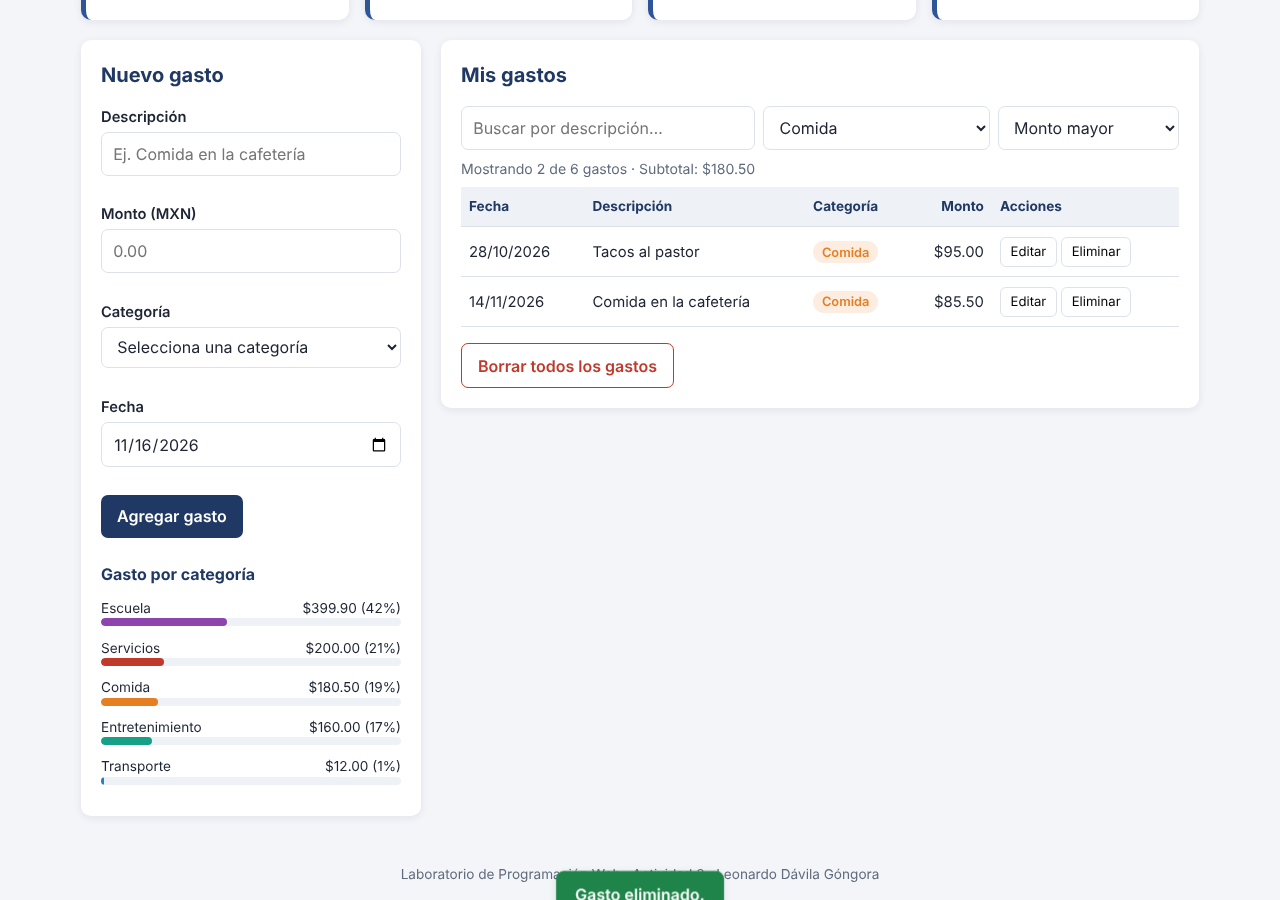 Nuevo gasto
Descripción
Ej. Comida en la cafetería
Monto (MXN)
0.00
Categoría
Selecciona una categoría
Fecha
11/16/2026
Agregar gasto
Gasto por categoría
Escuela $399.90 (42%)
Servicios $200.00 (21%)
Comida $180.50 (19%)
Entretenimiento $160.00 (17%)
Transporte $12.00 (1%)
Mis gastos
Buscar por descripción... Comida Monto mayor
Mostrando 2 de 6 gastos · Subtotal: $180.50
Fecha Descripción Categoría Monto Acciones
28/10/2026 Tacos al pastor Comida $95.00 Editar Eliminar
14/11/2026 Comida en la cafetería Comida $85.50 Editar Eliminar
Borrar todos los gastos
Laboratorio de Leonardo Dávila Góngora
Gasto eliminado.